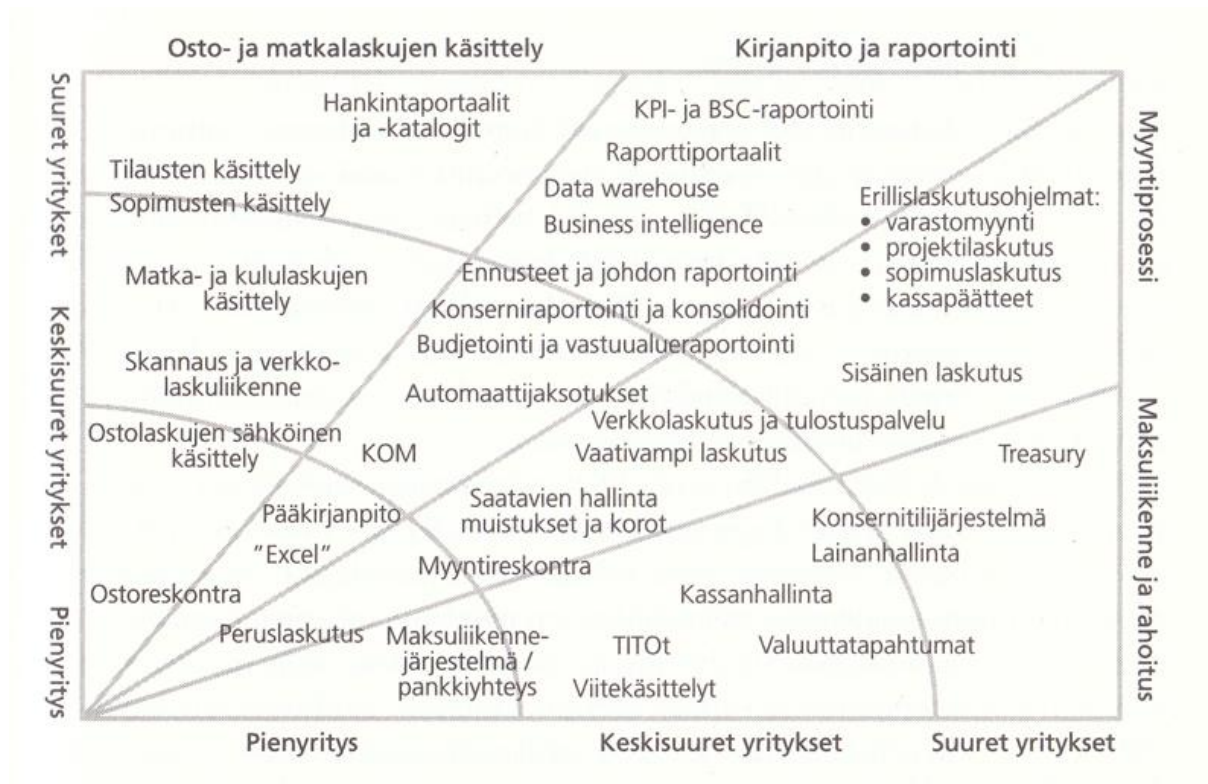 Osto- ja matkalaskujen käsittely
Kirjanpito ja raportointi
Suuret yritykset
Keskisuuret yritykset
Pienyritys
Hankintaportaalit
ja -katalogit
Tilausten käsittely
Sopimusten käsittely
Matka- ja kululaskujen
käsittely
Skannaus ja verkko-
laskuliikenne
Ostolaskujen sähköinen
käsittely
Ostoreskontra
KPI- ja BSC-raportointi
Raporttiportaalit
Data warehouse
Business intelligence
Ennusteet ja johdon raportointi
Konserniraportointi ja konsolidointi
Budjetointi ja vastuualueraportointi
Automaattijaksotukset
KOM
Pääkirjanpito
”Excel”
Erillislaskutusohjelmat:
• varastomyynti
• projektilaskutus
• sopimuslaskutus
• kassapäätteet
Sisäinen laskutus
Verkkolaskutus ja tulostuspalvelu
Vaativampi laskutus
Saatavien hallinta
muistukset ja korot
Myyntireskontra
Peruslaskutus
Treasury
Konsernitilijärjestelmä
Lainanhallinta
Kassanhallinta
Valuuttatapahtumat
TITOt
Viitekäsittelyt
Maksuliikenne-
järjestelmä /
pankkiyhteys
Myyntiprosessi
Maksuliikenne ja rahoitus
Pienyritys
Keskisuuret yritykset
Suuret yritykset